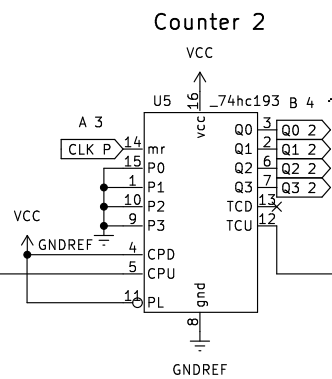 Counter 2
VCC
U5
_74hc193
B 4
A 3
16
vcc
CLK P
14
mr
15
P0
1
P1
10
P2
9
P3
3
Q0
Q0 2
2
Q1
Q1 2
6
Q2
Q2 2
7
Q3
Q3 2
13
TCD
12
TCU
VCC
GNDREF
4
CPD
5
CPU
11
PL
gnd
8
GNDREF